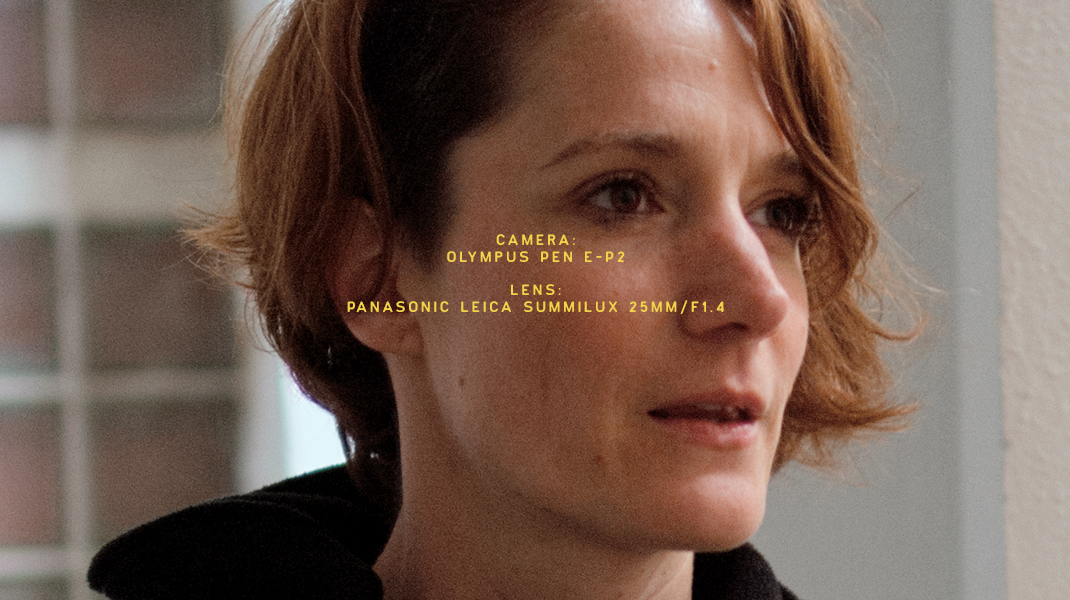 CAMERA:
OLYMPUS PEN E-P2
LENS:
PANASONIC LEICA SUMMILUX 25MM/F1.4